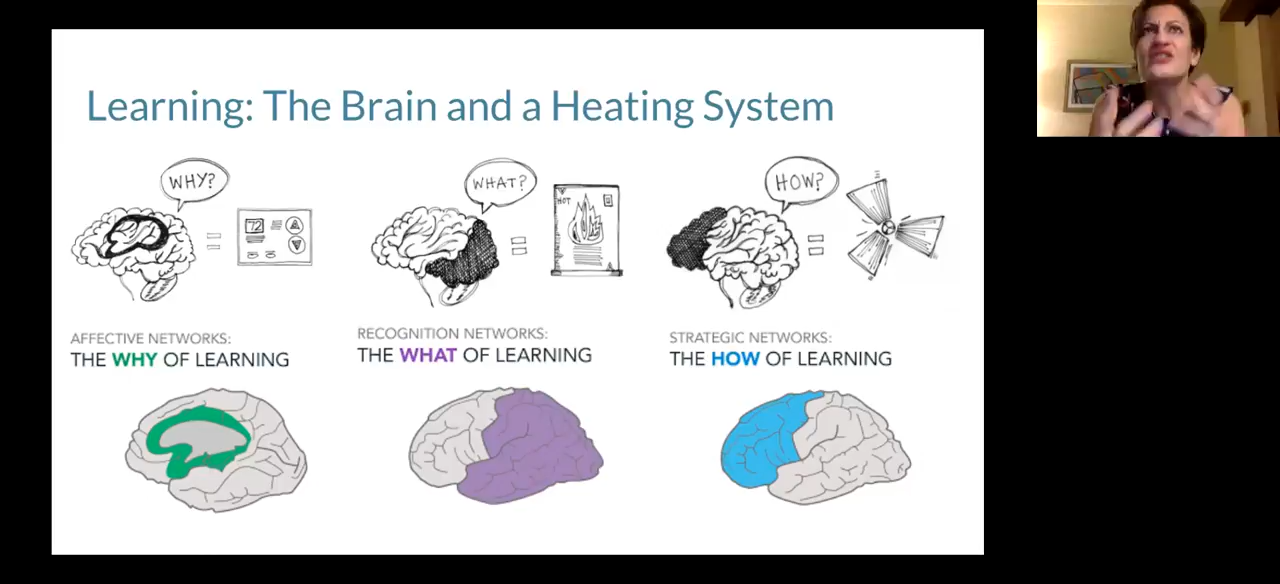 Learning: The Brain and a Heating System
WHY?
72
WHAT?
HOT
HOW?
AFFECTIVE NETWORKS:
THE WHY OF LEARNING
RECOGNITION NETWORKS:
THE WHAT OF LEARNING
STRATEGIC NETWORKS:
THE HOW OF LEARNING